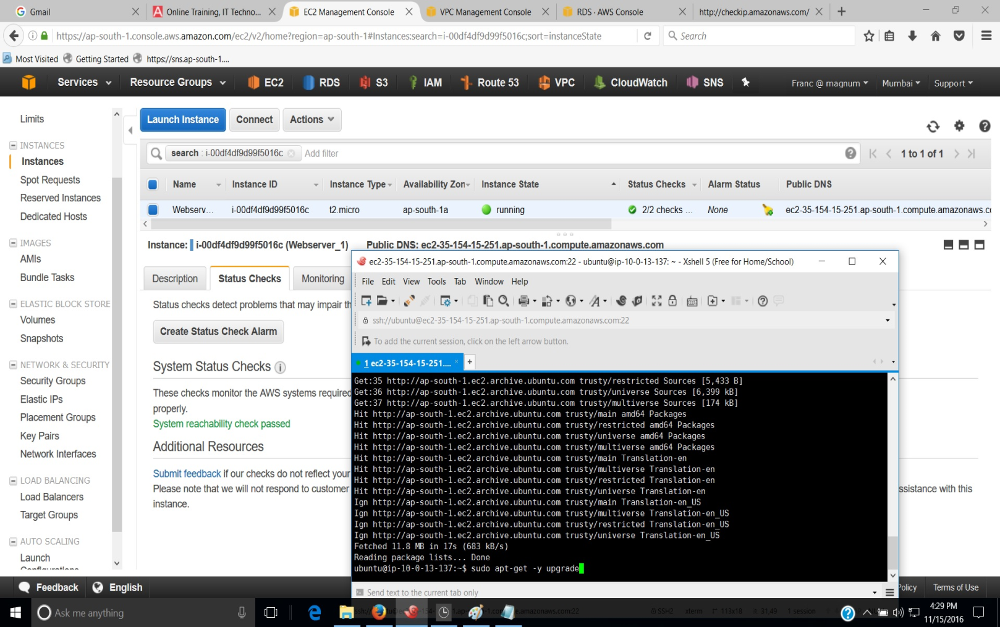 Gmail
Online Training, IT Techno...
EC2 Management Console
VPC Management Console
RDS · AWS Console
http://checkip.amazonaws.com/
https://ap-south-1.console.aws.amazon.com/ec2/v2/home?region=ap-south-1#Instances:search=i-00df4df9d99f5016c;sort=instanceState
Search
Most Visited
Getting Started
https://sns.ap-south-1....
Services
Resource Groups
EC2
RDS
S3
IAM
Route 53
VPC
CloudWatch
SNS
Franc @ magnum
Mumbai
Support
Limits
INSTANCES
Instances
Spot Requests
Reserved Instances
Dedicated Hosts
IMAGES
AMIs
Bundle Tasks
ELASTIC BLOCK STORE
Volumes
Snapshots
NETWORK & SECURITY
Security Groups
Elastic IPs
Placement Groups
Key Pairs
Network Interfaces
LOAD BALANCING
Load Balancers
Target Groups
AUTO SCALING
Launch
Configurations
Launch Instance
Connect
Actions
search : i-00df4df9d99f5016c
Add filter
1 to 1 of 1
Name
Instance ID
Instance Type
Availability Zon
Instance State
Status Checks
Alarm Status
Public DNS
Webserv...
i-00df4df9d99f5016c
t2.micro
ap-south-1a
running
2/2 checks ...
None
ec2-35-154-15-251.ap-south-1.compute.amazonaws.co
Instance: i-00df4df9d99f5016c (Webserver_1)
Public DNS: ec2-35-154-15-251.ap-south-1.compute.amazonaws.com
Description
Status Checks
Monitoring
Status checks detect problems that may impair th
Create Status Check Alarm
System Status Checks
These checks monitor the AWS systems required
properly.
System reachability check passed
Additional Resources
Submit feedback if our checks do not reflect your
Please note that we will not respond to customer
ssistance with this
instance.
ec2-35-154-15-251.ap-south-1.compute.amazonaws.com:22 - ubuntu@ip-10-0-13-137: ~ - Xshell 5 (Free for Home/School)
File Edit View Tools Tab Window Help
ssh://ubuntu@ec2-35-154-15-251.ap-south-1.compute.amazonaws.com:22
To add the current session, click on the left arrow button.
1 ec2-35-154-15-251....
Get:35 http://ap-south-1.ec2.archive.ubuntu.com trusty/restricted Sources [5,433 B]
Get:36 http://ap-south-1.ec2.archive.ubuntu.com trusty/universe Sources [6,399 kB]
Get:37 http://ap-south-1.ec2.archive.ubuntu.com trusty/multiverse Sources [174 kB]
Hit http://ap-south-1.ec2.archive.ubuntu.com trusty/main amd64 Packages
Hit http://ap-south-1.ec2.archive.ubuntu.com trusty/restricted amd64 Packages
Hit http://ap-south-1.ec2.archive.ubuntu.com trusty/universe amd64 Packages
Hit http://ap-south-1.ec2.archive.ubuntu.com trusty/multiverse amd64 Packages
Hit http://ap-south-1.ec2.archive.ubuntu.com trusty/main Translation-en
Hit http://ap-south-1.ec2.archive.ubuntu.com trusty/multiverse Translation-en
Hit http://ap-south-1.ec2.archive.ubuntu.com trusty/restricted Translation-en
Hit http://ap-south-1.ec2.archive.ubuntu.com trusty/universe Translation-en
Ign http://ap-south-1.ec2.archive.ubuntu.com trusty/main Translation-en_US
Ign http://ap-south-1.ec2.archive.ubuntu.com trusty/multiverse Translation-en_US
Ign http://ap-south-1.ec2.archive.ubuntu.com trusty/restricted Translation-en_US
Ign http://ap-south-1.ec2.archive.ubuntu.com trusty/universe Translation-en_US
Fetched 11.8 MB in 17s (683 kB/s)
Reading package lists... Done
ubuntu@ip-10-0-13-137:~$ sudo apt-get -y upgrade
Send text to the current tab only
Feedback
English
Policy
Terms of Use
Ask me anything
SSH2
xterm
113x18
31,49
1 session
4:29 PM
11/15/2016